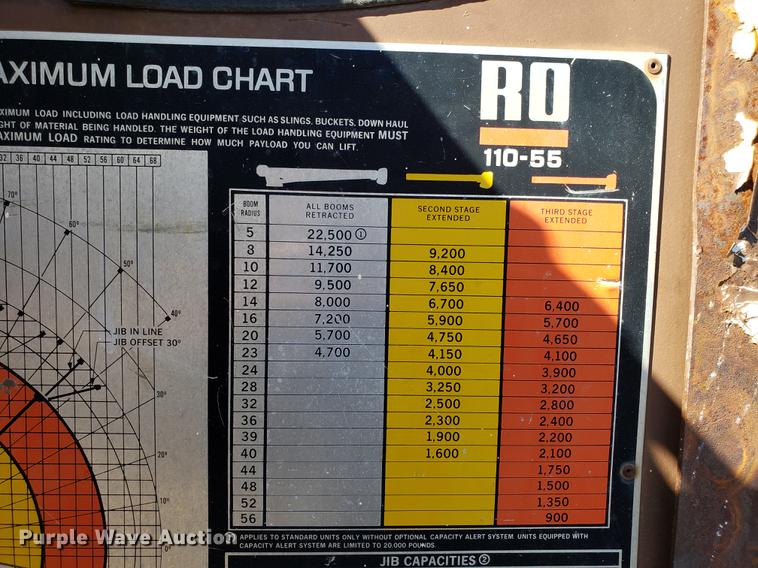 AXIMUM LOAD CHART
RO
110-55
XIMUM LOAD INCLUDING LOAD HANDLING EQUIPMENT SUCH AS SLINGS, BUCKETS, DOWN HAUL
GHT OF MATERIAL BEING HANDLED. THE WEIGHT OF THE LOAD HANDLING EQUIPMENT MUST
AXIMUM LOAD RATING TO DETERMINE HOW MUCH PAYLOAD YOU CAN LIFT.
32 36 40 44 48 52 56 60 64 68
70°
60°
50°
40°
JIB IN LINE
JIB OFFSET 30°
30°
20°
10°
0°
BOOM RADIUS ALL BOOMS RETRACTED SECOND STAGE EXTENDED THIRD STAGE EXTENDED
5 22,500 ①
8 14,250 9,200
10 11,700 8,400
12 9,500 7,650
14 8,000 6,700 6,400
16 7,200 5,900 5,700
20 5,700 4,750 4,650
23 4,700 4,150 4,100
24 4,000 3,900
28 3,250 3,200
32 2,500 2,800
36 2,300 2,400
39 1,900 2,200
40 1,600 2,100
44 1,750
48 1,500
52 1,350
56 900
APPLIES TO STANDARD UNITS ONLY WITHOUT OPTIONAL CAPACITY ALERT SYSTEM. UNITS EQUIPPED WITH
CAPACITY ALERT SYSTEM ARE LIMITED TO 20,000 POUNDS.
JIB CAPACITIES ②
Purple Wave Auction